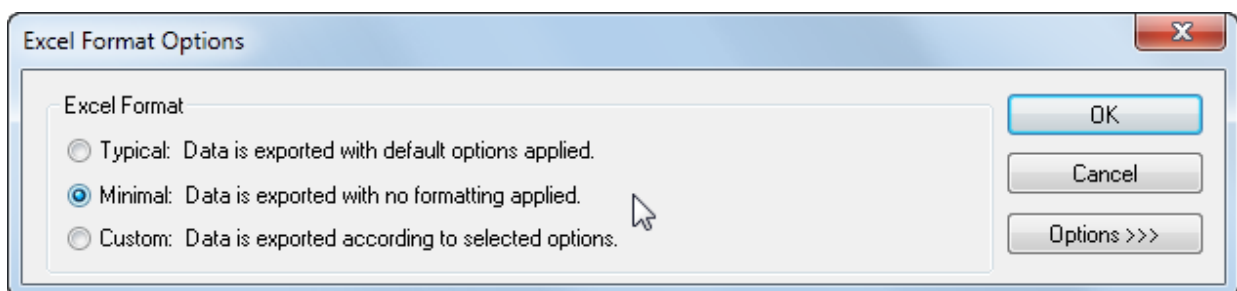 Excel Format Options
Excel Format
Typical: Data is exported with default options applied.
Minimal: Data is exported with no formatting applied.
Custom: Data is exported according to selected options.
OK
Cancel
Options >>>